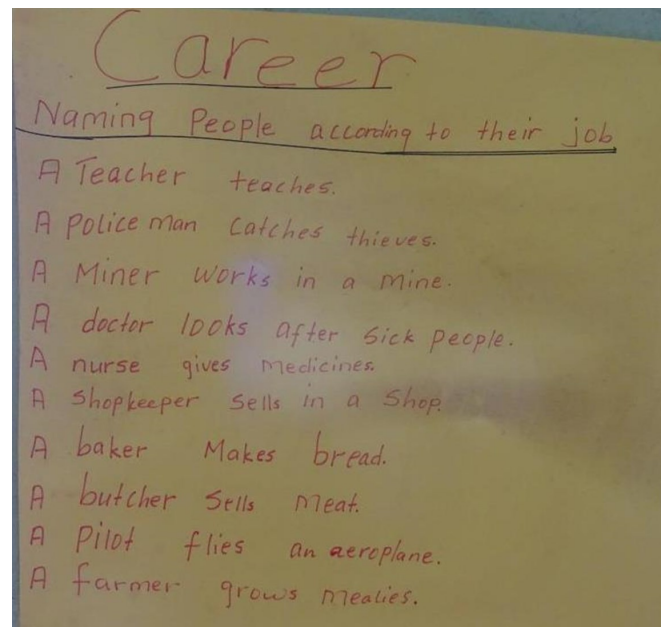 Career
Naming People according to their job
A Teacher teaches.
A police man catches thieves.
A Miner works in a mine.
A doctor looks after sick people.
A nurse gives medicines.
A shopkeeper sells in a shop.
A baker Makes bread.
A butcher sells meat.
A Pilot flies an aeroplane.
A farmer grows mealies.